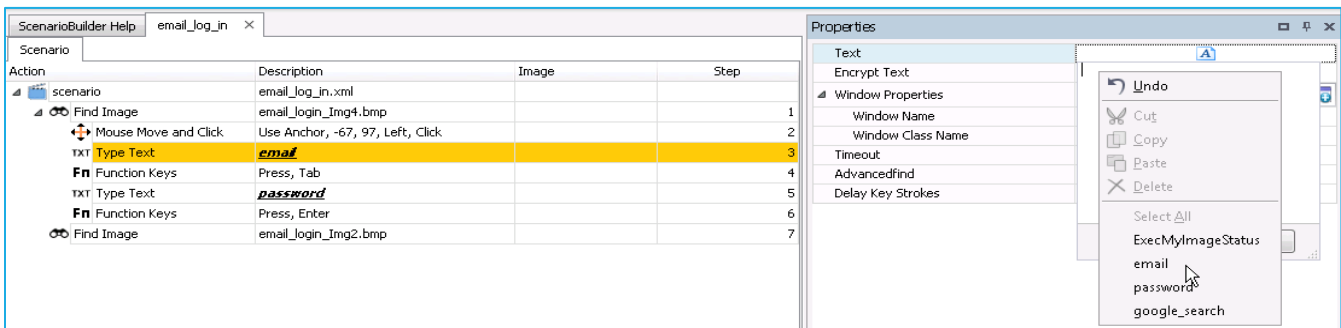 ScenarioBuilder Help email_log_in
Scenario
Action Description Image Step
scenario email_log_in.xml
Find Image email_login_Img4.bmp 1
Mouse Move and Click Use Anchor, -67, 97, Left, Click 2
TXT Type Text email 3
Fn Function Keys Press, Tab 4
TXT Type Text password 5
Fn Function Keys Press, Enter 6
Find Image email_login_Img2.bmp 7
Properties
Text A
Encrypt Text
Window Properties
Window Name
Window Class Name
Timeout
Advancedfind
Delay Key Strokes
Undo
Cut
Copy
Paste
Delete
Select All
ExecMyImageStatus
email
password
google_search